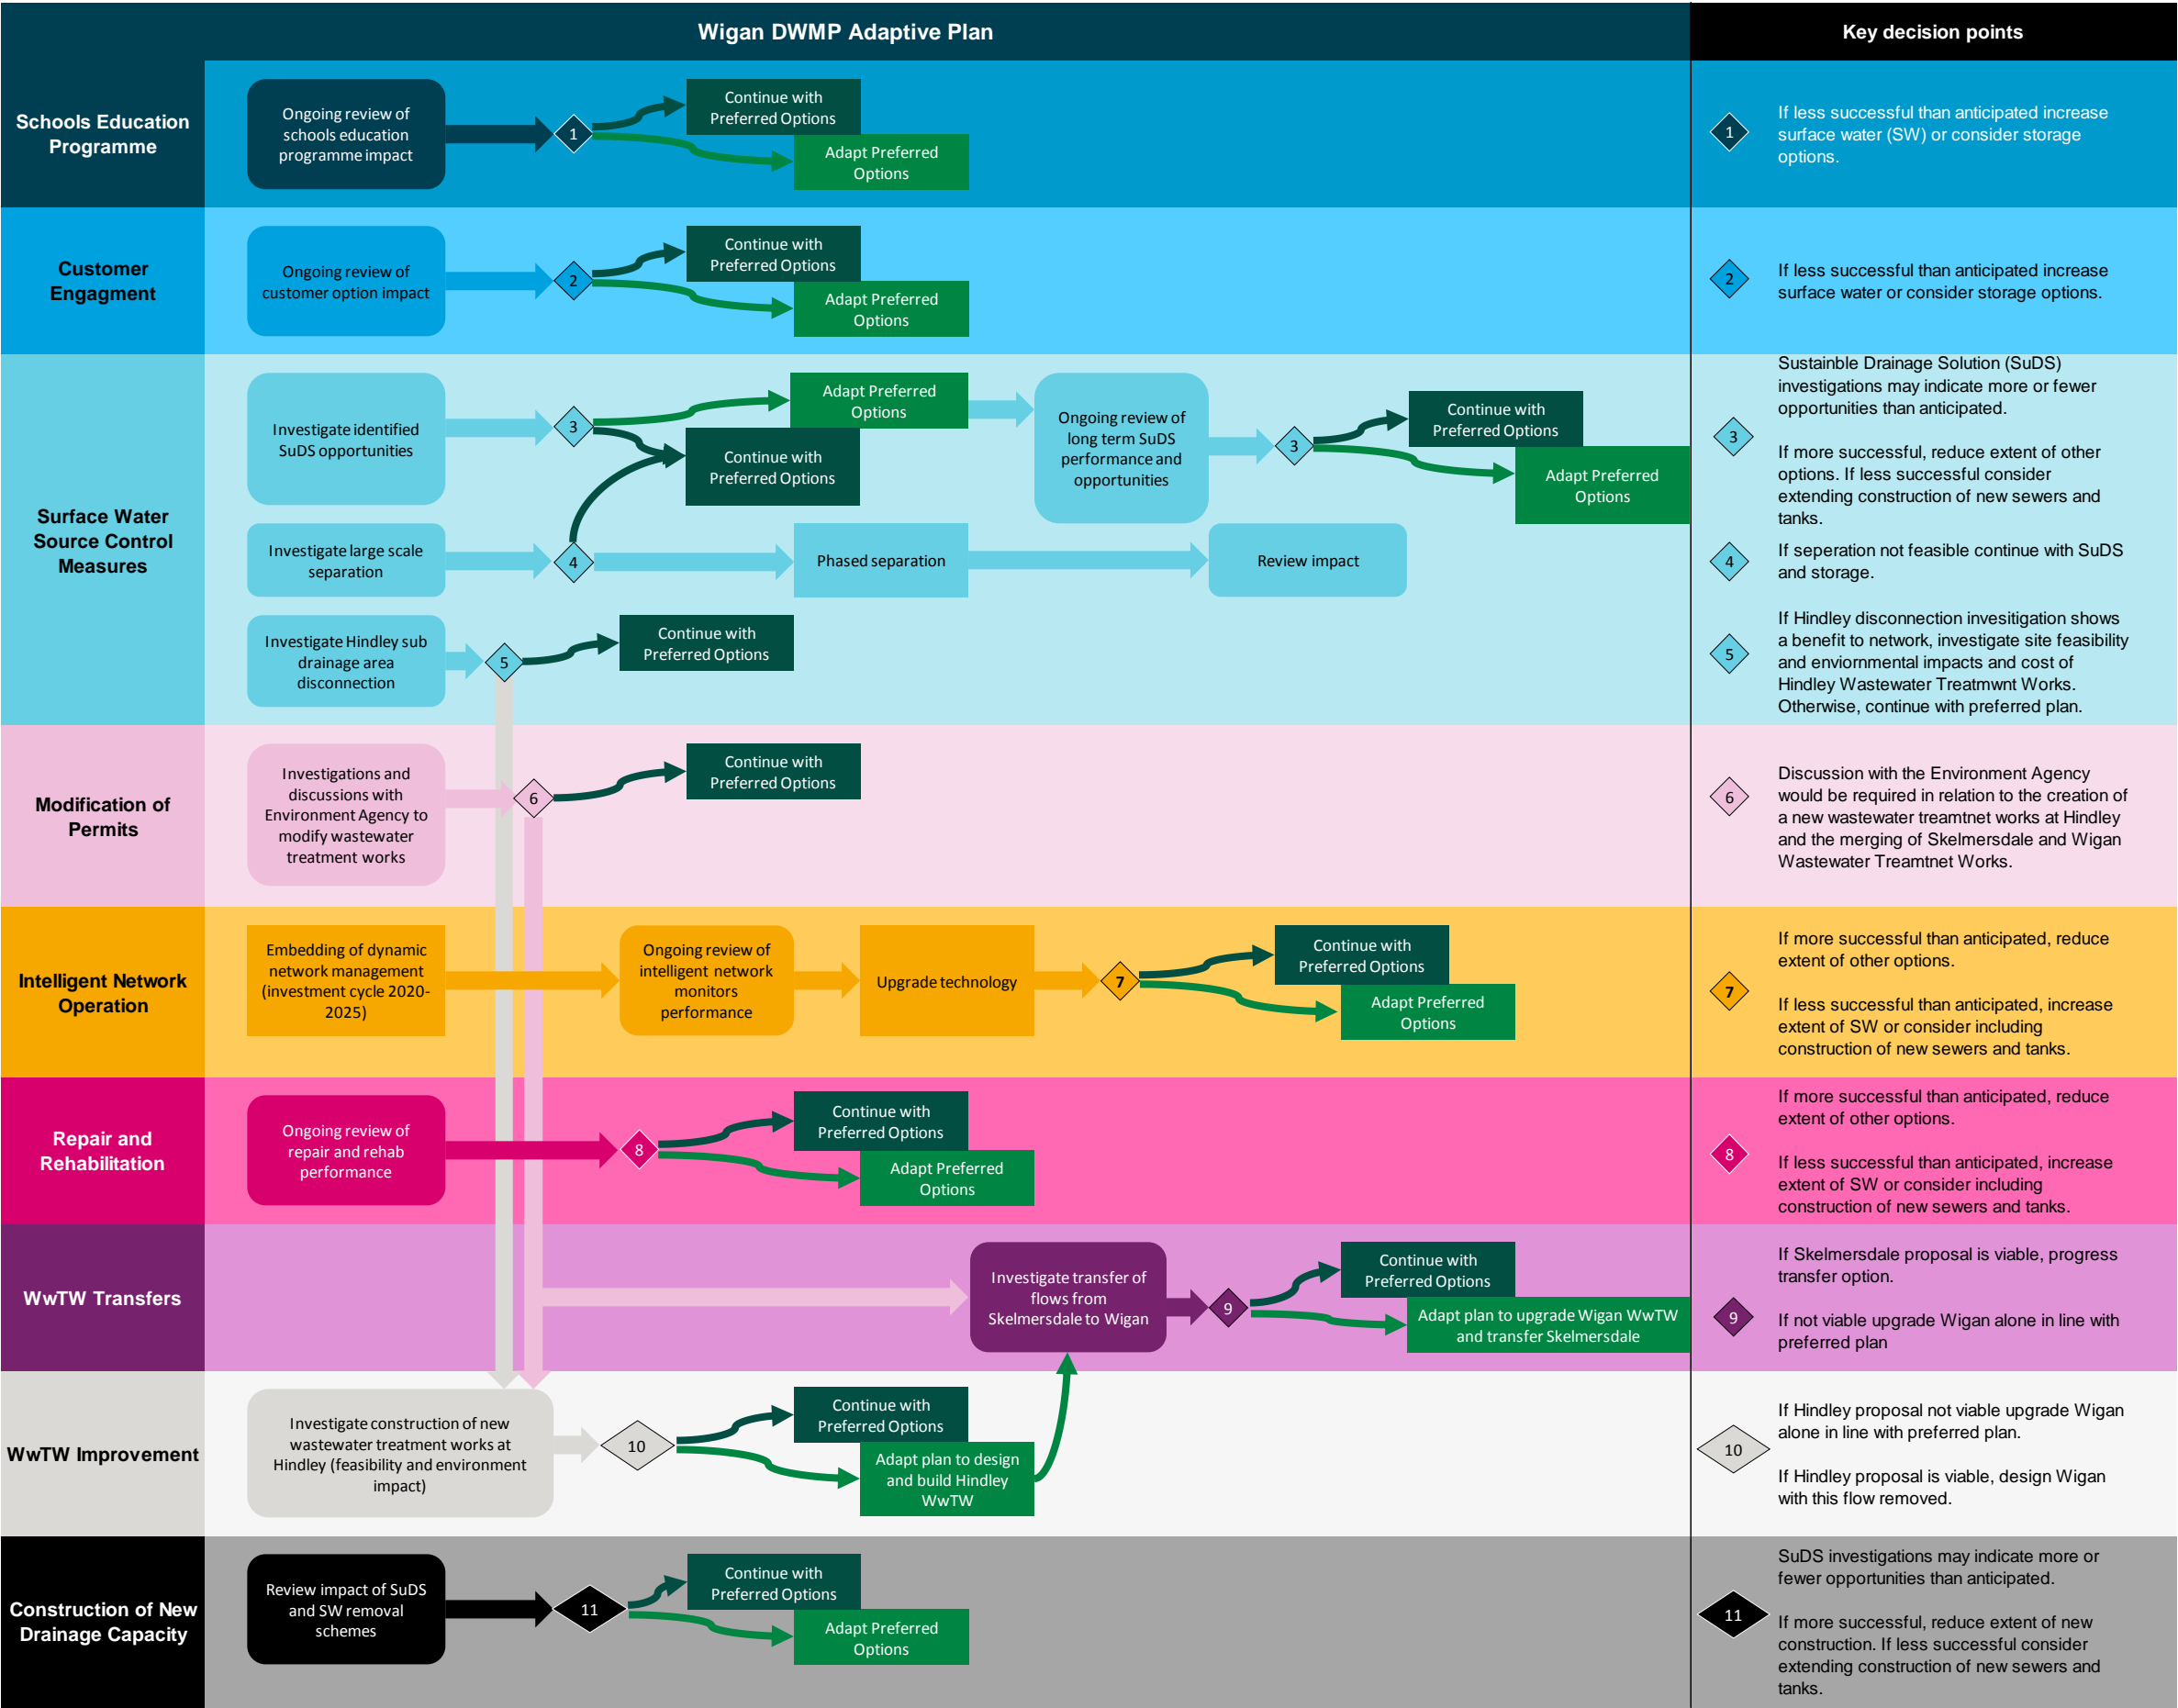 Wigan DWMP Adaptive Plan
Key decision points
Schools Education
Programme
Ongoing review of
schools education
programme impact
1
Continue with
Preferred Options
Adapt Preferred
Options
1
If less successful than anticipated increase
surface water (SW) or consider storage
options.
Customer
Engagment
Ongoing review of
customer option impact
2
Continue with
Preferred Options
Adapt Preferred
Options
2
If less successful than anticipated increase
surface water or consider storage options.
Surface Water
Source Control
Measures
Investigate identified
SuDS opportunities
3
Adapt Preferred
Options
Continue with
Preferred Options
Ongoing review of
long term SuDS
performance and
opportunities
3
Continue with
Preferred Options
Adapt Preferred
Options
Investigate large scale
separation
4
Phased separation
Review impact
Investigate Hindley sub
drainage area
disconnection
5
Continue with
Preferred Options
3
Sustainble Drainage Solution (SuDS)
investigations may indicate more or fewer
opportunities than anticipated.
If more successful, reduce extent of other
options. If less successful consider
extending construction of new sewers and
tanks.
4
If seperation not feasible continue with SuDS
and storage.
5
If Hindley disconnection invesitigation shows
a benefit to network, investigate site feasibility
and enviornmental impacts and cost of
Hindley Wastewater Treatmwnt Works.
Otherwise, continue with preferred plan.
Modification of
Permits
Investigations and
discussions with
Environment Agency to
modify wastewater
treatment works
6
Continue with
Preferred Options
6
Discussion with the Environment Agency
would be required in relation to the creation of
a new wastewater treamtnet works at Hindley
and the merging of Skelmersdale and Wigan
Wastewater Treamtnet Works.
Intelligent Network
Operation
Embedding of dynamic
network management
(investment cycle 2020-
2025)
Ongoing review of
intelligent network
monitors
performance
Upgrade technology
7
Continue with
Preferred Options
Adapt Preferred
Options
7
If more successful than anticipated, reduce
extent of other options.
If less successful than anticipated, increase
extent of SW or consider including
construction of new sewers and tanks.
Repair and
Rehabilitation
Ongoing review of
repair and rehab
performance
8
Continue with
Preferred Options
Adapt Preferred
Options
8
If more successful than anticipated, reduce
extent of other options.
If less successful than anticipated, increase
extent of SW or consider including
construction of new sewers and tanks.
WwTW Transfers
Investigate transfer of
flows from
Skelmersdale to Wigan
9
Continue with
Preferred Options
Adapt plan to upgrade Wigan WwTW
and transfer Skelmersdale
9
If Skelmersdale proposal is viable, progress
transfer option.
If not viable upgrade Wigan alone in line with
preferred plan
WwTW Improvement
Investigate construction of new
wastewater treatment works at
Hindley (feasibility and environment
impact)
10
Continue with
Preferred Options
Adapt plan to design
and build Hindley
WwTW
10
If Hindley proposal not viable upgrade Wigan
alone in line with preferred plan.
If Hindley proposal is viable, design Wigan
with this flow removed.
Construction of New
Drainage Capacity
Review impact of SuDS
and SW removal
schemes
11
Continue with
Preferred Options
Adapt Preferred
Options
11
SuDS investigations may indicate more or
fewer opportunities than anticipated.
If more successful, reduce extent of new
construction. If less successful consider
extending construction of new sewers and
tanks.